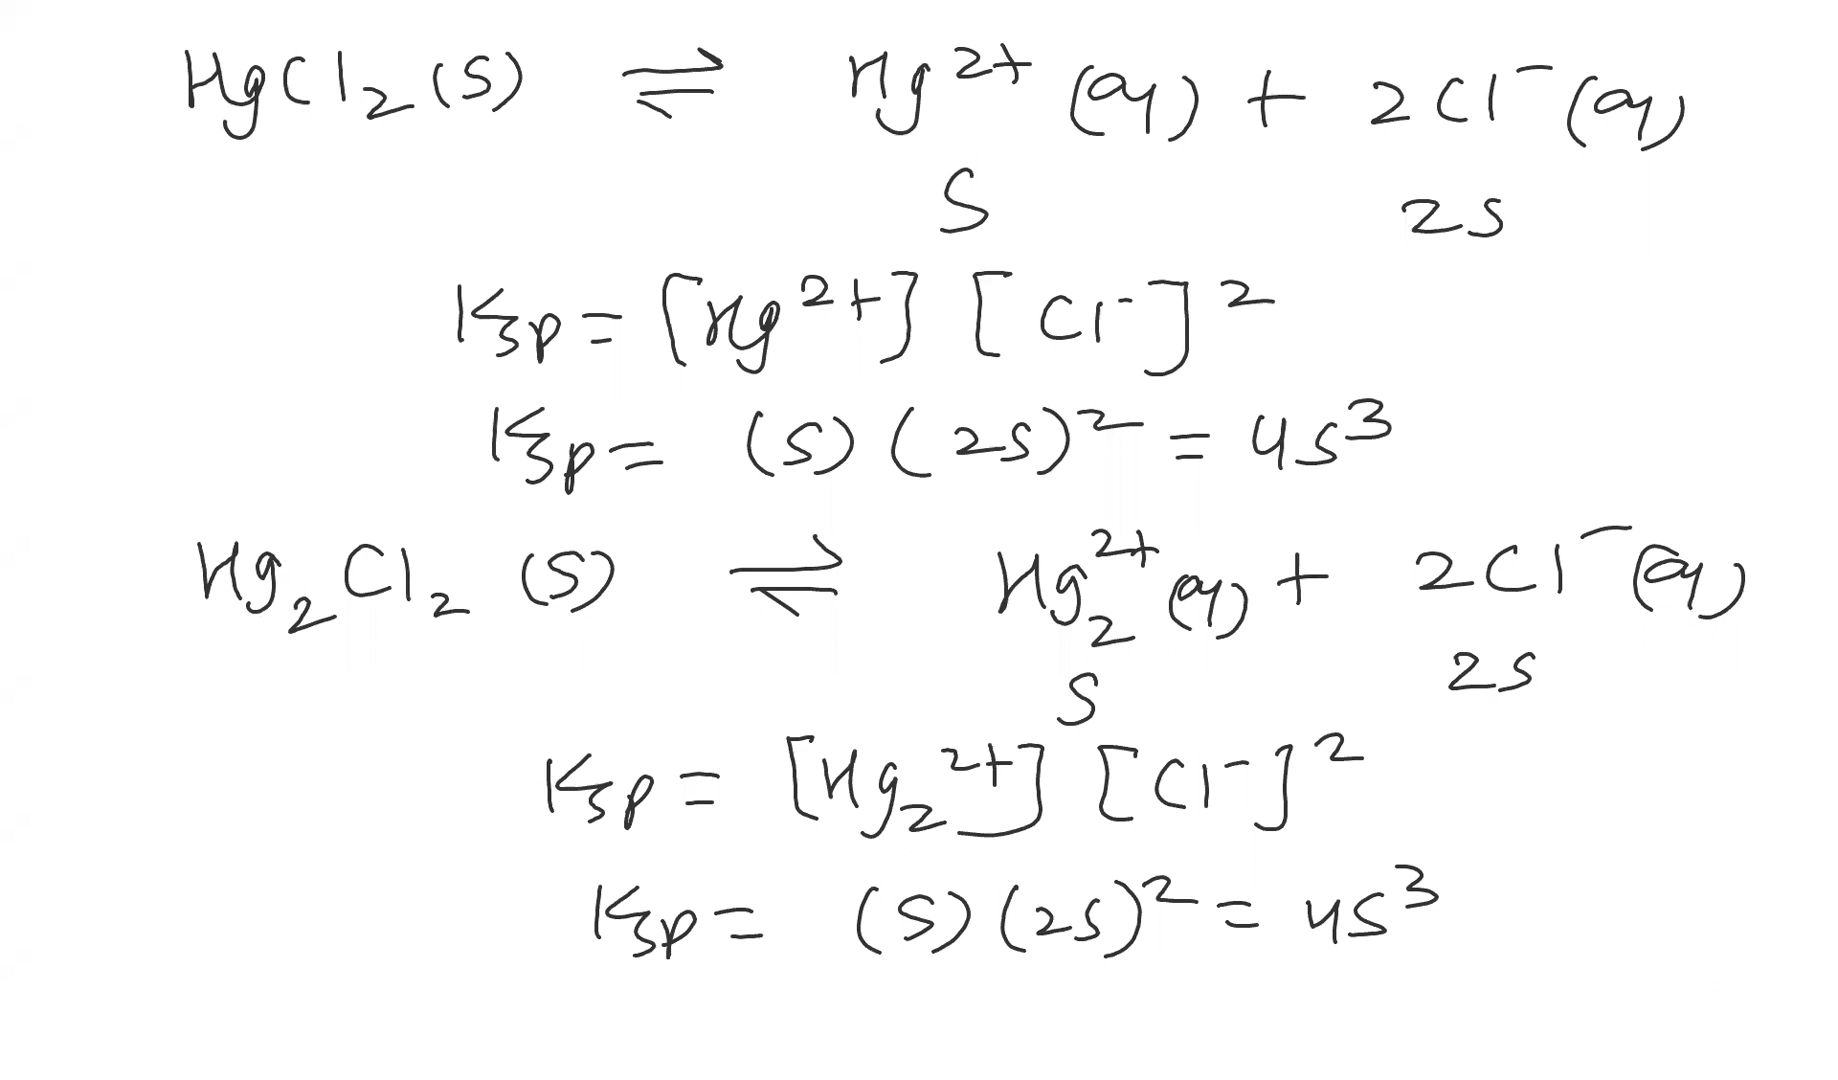 HgCl₂(s) ⇌ Hg²⁺(aq) + 2Cl⁻(aq)
S 2S
Ksp = [Hg²⁺] [Cl⁻]²
Ksp = (S) (2S)² = 4S³
Hg₂Cl₂ (s) ⇌ Hg₂²⁺(aq) + 2Cl⁻(aq)
S 2S
Ksp = [Hg₂²⁺] [Cl⁻]²
Ksp = (S) (2S)² = 4S³